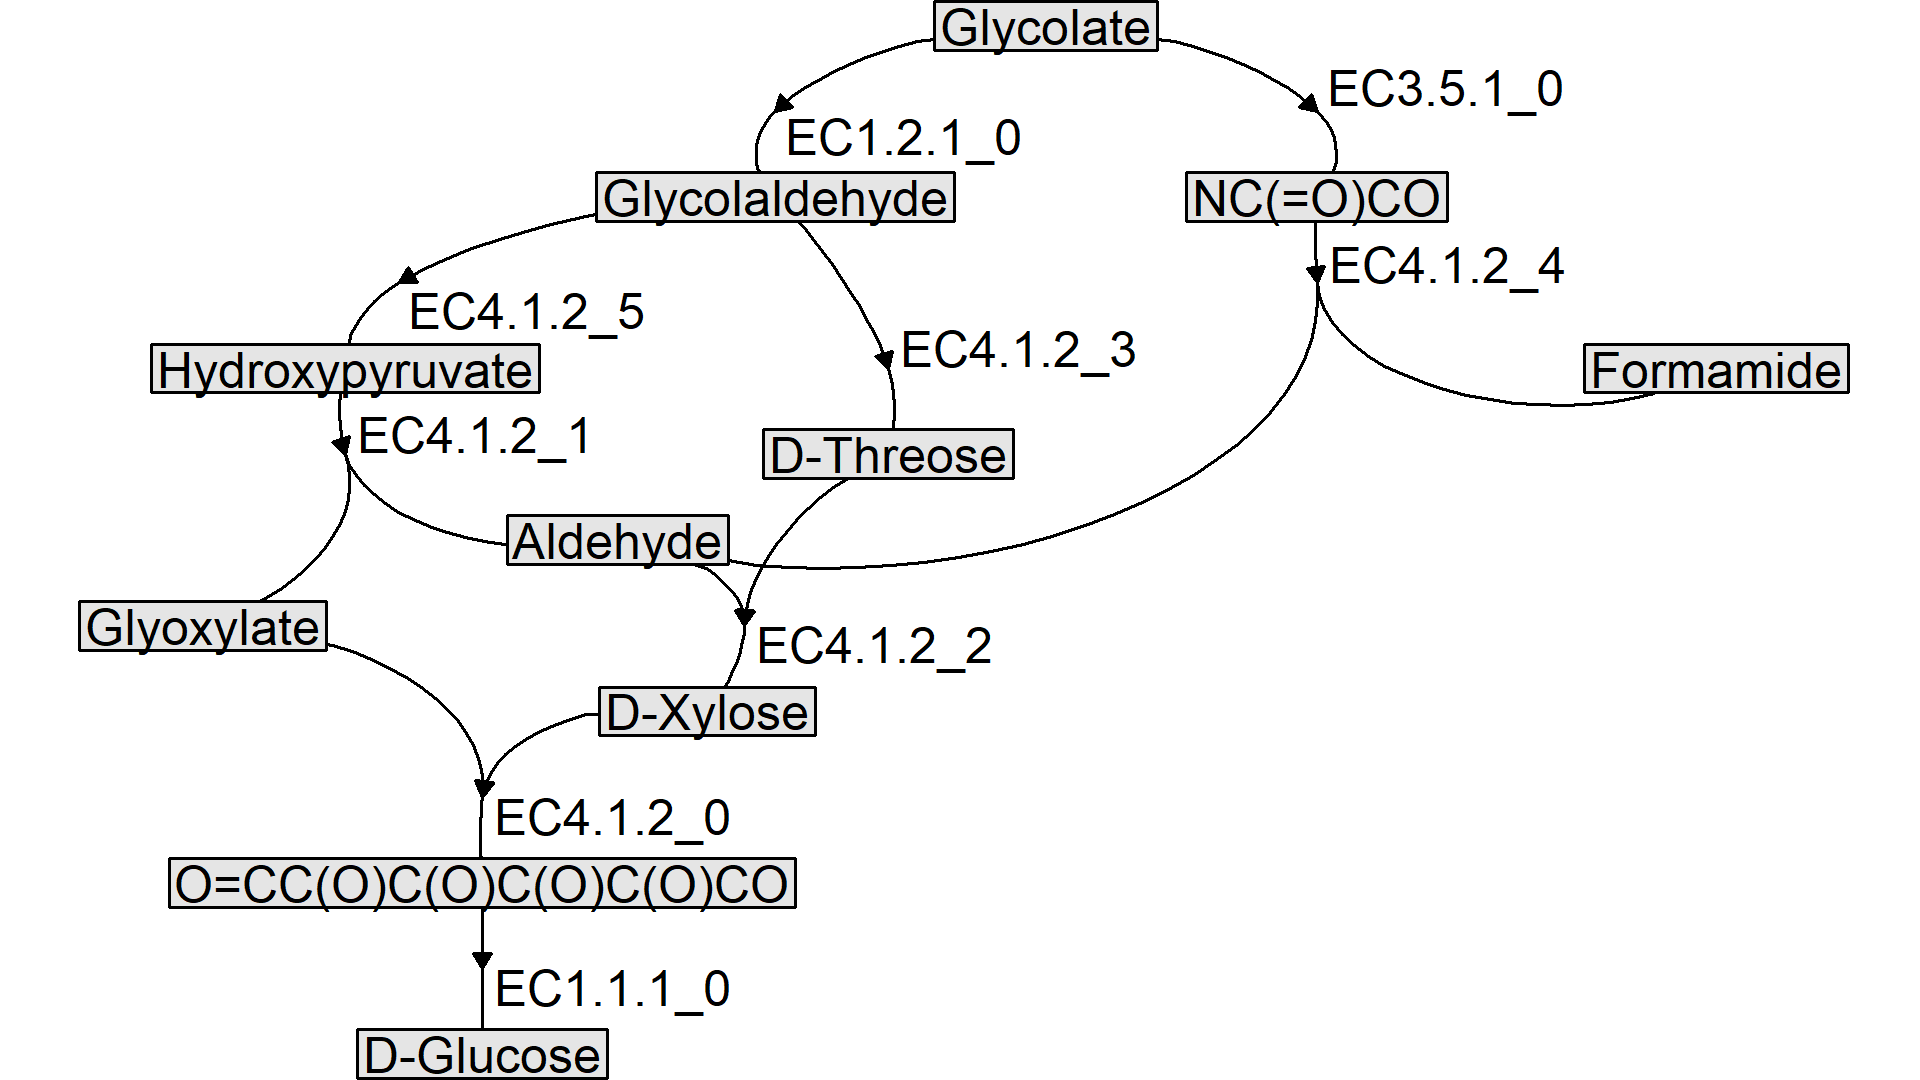 Glycolate
EC3.5.1_0
EC1.2.1_0
Glycolaldehyde
NC(=O)CO
EC4.1.2_4
EC4.1.2_5
EC4.1.2_3
Hydroxypyruvate
Formamide
EC4.1.2_1
D-Threose
Aldehyde
Glyoxylate
EC4.1.2_2
D-Xylose
EC4.1.2_0
O=CC(O)C(O)C(O)C(O)CO
EC1.1.1_0
D-Glucose